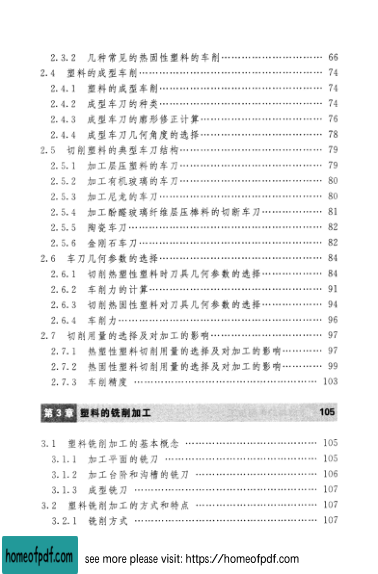 2.3.2 几种常见的热固性塑料的车削…………………… 66
2.4 塑料的成型车削…………………………………… 74
2.4.1 塑料的成型车削………………………………… 74
2.4.2 成型车刀的种类………………………………… 74
2.4.3 成型车刀的廓形修正计算……………………… 76
2.4.4 成型车刀几何角度的选择……………………… 78
2.5 切削塑料的典型车刀结构………………………… 79
2.5.1 加工层压塑料的车刀…………………………… 79
2.5.2 加工有机玻璃的车刀…………………………… 80
2.5.3 加工尼龙的车刀………………………………… 80
2.5.4 加工酚醛玻璃纤维层压棒料的切断车刀……… 81
2.5.5 陶瓷车刀………………………………………… 82
2.5.6 金刚石车刀……………………………………… 82
2.6 车刀几何参数的选择……………………………… 84
2.6.1 切削热塑性塑料时刀具几何参数的选择……… 84
2.6.2 车削力的计算…………………………………… 91
2.6.3 切削热固性塑料对刀具几何参数的选择……… 94
2.6.4 车削力…………………………………………… 96
2.7 切削用量的选择及对加工的影响………………… 97
2.7.1 热塑性塑料切削用量的选择及对加工的影响… 97
2.7.2 热固性塑料切削用量的选择及对加工的影响… 99
2.7.3 车削精度 ……………………………………… 103
第3章 塑料的铣削加工 105
3.1 塑料铣削加工的基本概念 ……………………… 105
3.1.1 加工平面的铣刀 ……………………………… 105
3.1.2 加工台阶和沟槽的铣刀 ……………………… 106
3.1.3 成型铣刀 ……………………………………… 107
3.2 塑料铣削加工的方式和特点 …………………… 107
3.2.1 铣削方式 ……………………………………… 107
homeofpdf.com
see more please visit: https://homeofpdf.com